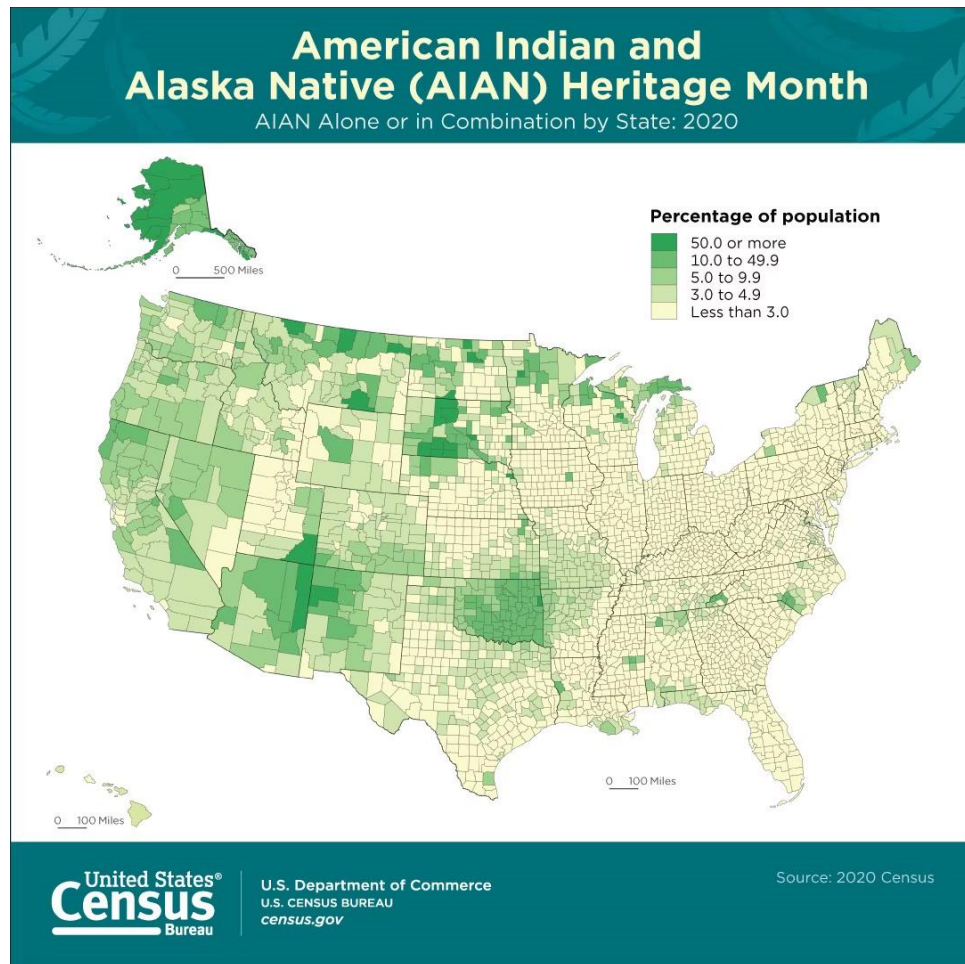 American Indian and
Alaska Native (AIAN) Heritage Month
AIAN Alone or in Combination by State: 2020
0 500 Miles
Percentage of population
50.0 or more
10.0 to 49.9
5.0 to 9.9
3.0 to 4.9
Less than 3.0
0 100 Miles
0 100 Miles
United States®
Census
Bureau
U.S. Department of Commerce
U.S. CENSUS BUREAU
census.gov
Source: 2020 Census